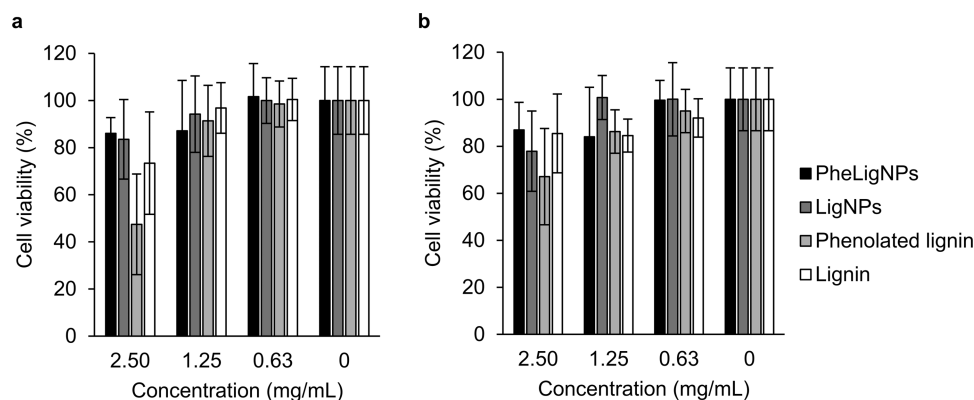 a
120
100
80
60
40
20
0
Cell viability (%)
2.50 1.25 0.63 0
Concentration (mg/mL)
b
120
100
80
60
40
20
0
Cell viability (%)
2.50 1.25 0.63 0
Concentration (mg/mL)
PheLigNPs
LigNPs
Phenolated lignin
Lignin